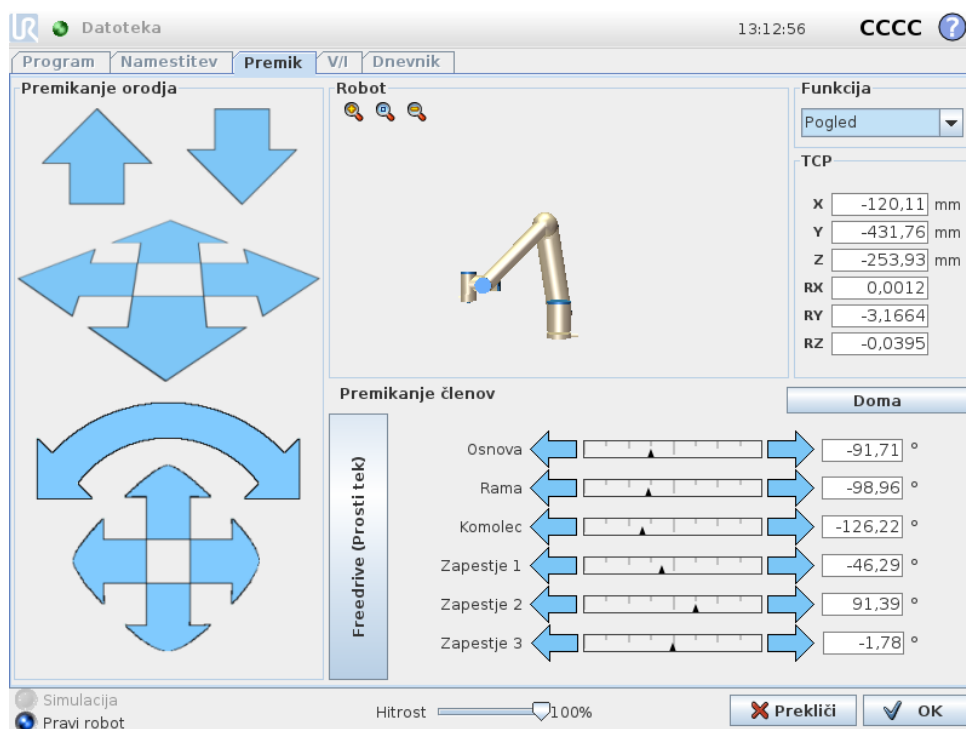 Datoteka 13:12:56 CCCC ?
Program Namestitev Premik V/I Dnevnik
Premikanje orodja
Robot
Funkcija
Pogled
TCP
X -120,11 mm
Y -431,76 mm
Z -253,93 mm
RX 0,0012
RY -3,1664
RZ -0,0395
Premikanje členov
Doma
Freedrive (Prosti tek)
Osnova -91,71 °
Rama -98,96 °
Komolec -126,22 °
Zapestje 1 -46,29 °
Zapestje 2 91,39 °
Zapestje 3 -1,78 °
Simulacija
Pravi robot
Hitrost 100%
Prekliči
OK